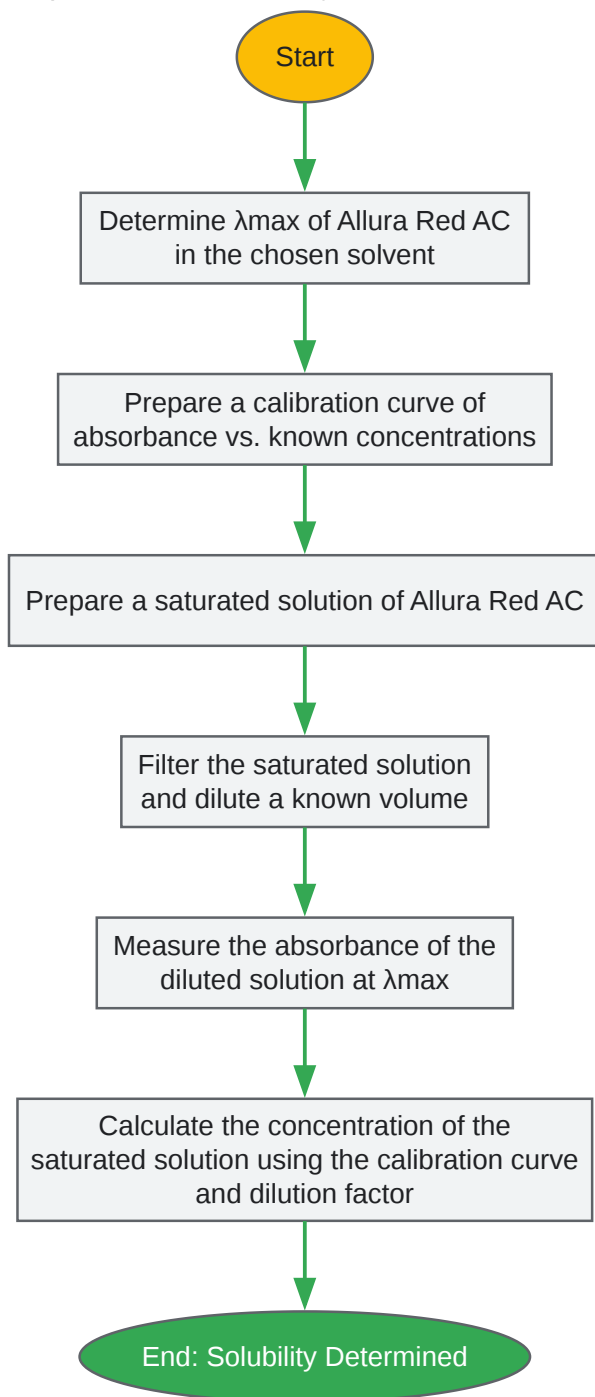 Start
Determine λmax of Allura Red AC
in the chosen solvent
Prepare a calibration curve of
absorbance vs. known concentrations
Prepare a saturated solution of Allura Red AC
Filter the saturated solution
and dilute a known volume
Measure the absorbance of the
diluted solution at λmax
Calculate the concentration of the
saturated solution using the calibration curve
and dilution factor
End: Solubility Determined